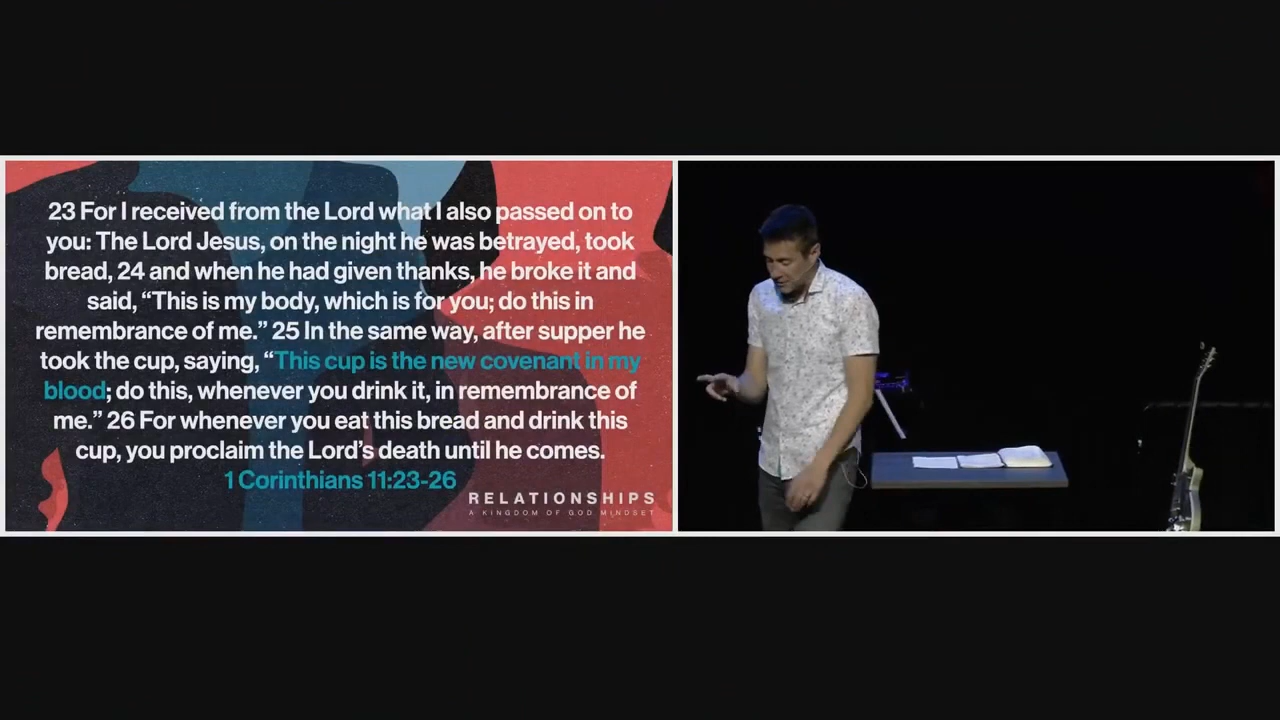 23 For I received from the Lord what I also passed on to
you: The Lord Jesus, on the night he was betrayed, took
bread, 24 and when he had given thanks, he broke it and
said, “This is my body, which is for you; do this in
remembrance of me.” 25 In the same way, after supper he
took the cup, saying, “This cup is the new covenant in my
blood; do this, whenever you drink it, in remembrance of
me.” 26 For whenever you eat this bread and drink this
cup, you proclaim the Lord’s death until he comes.
1 Corinthians 11:23-26
RELATIONSHIPS
A KINGDOM OF GOD MINDSET